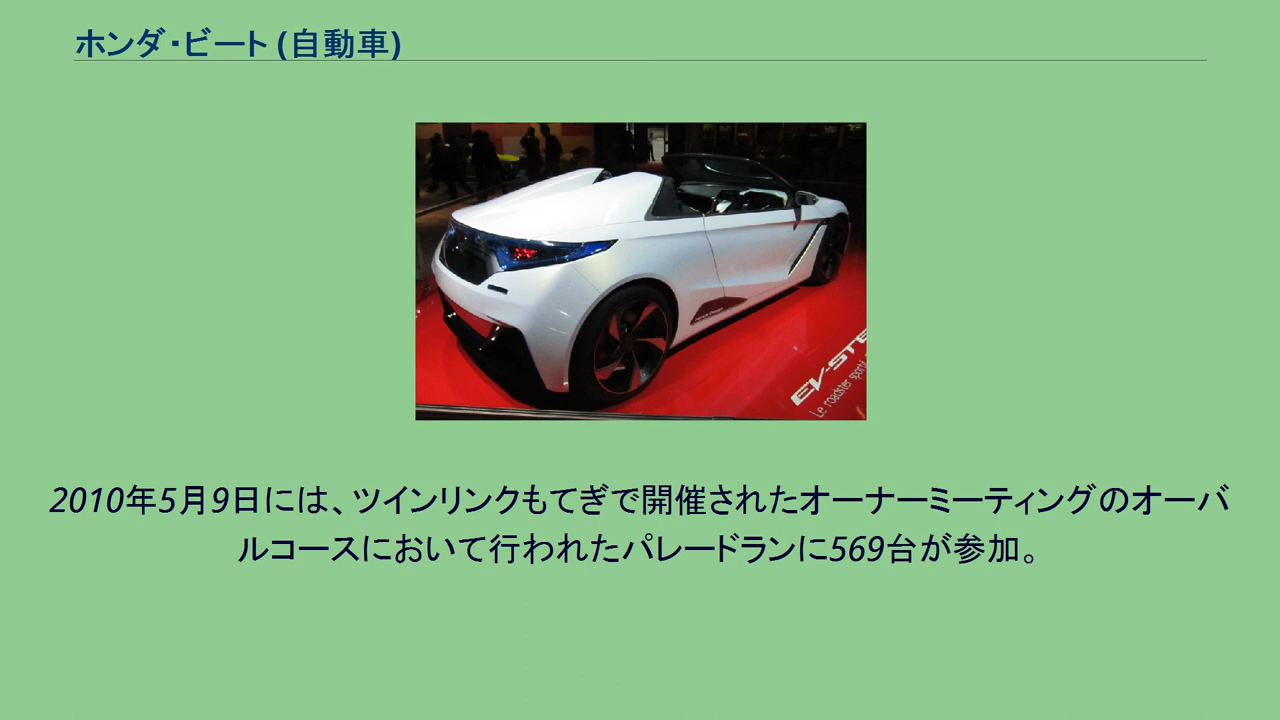 ホンダ・ビート (自動車)
EV-STE
Le roadster sporti
2010年5月9日には、ツインリンクもてぎで開催されたオーナーミーティングのオーバ
ルコースにおいて行われたパレードランに569台が参加。